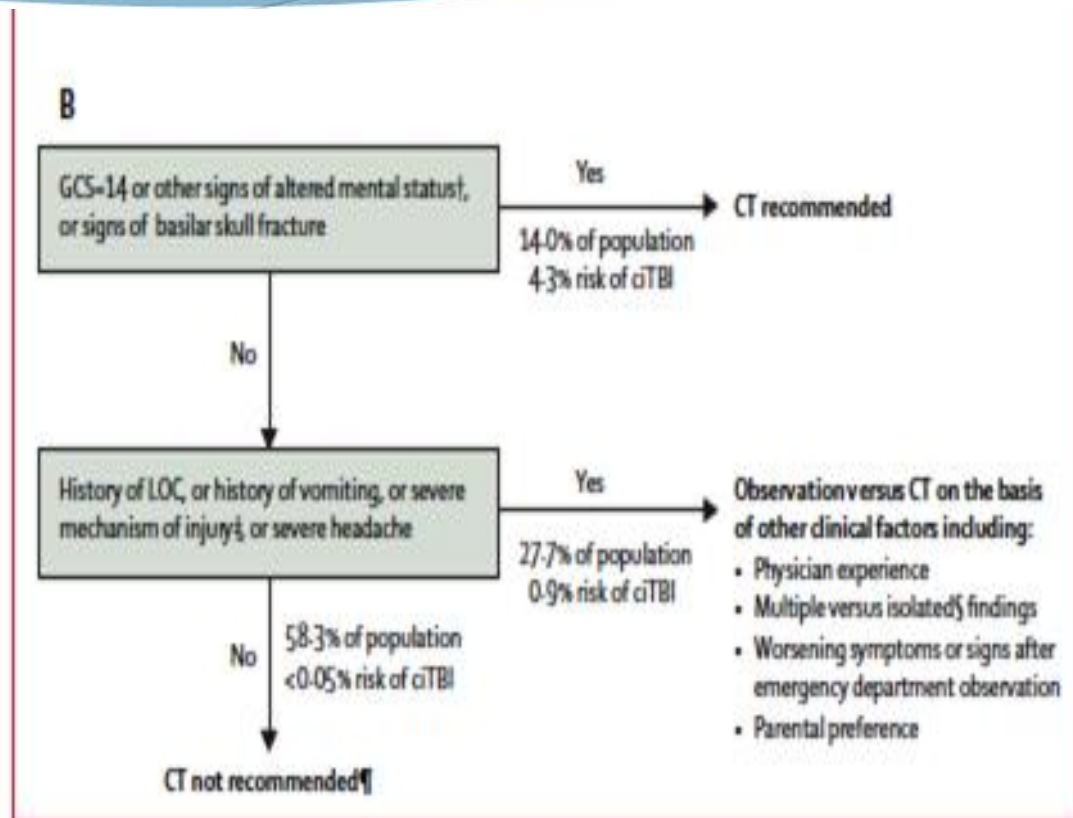 B
GCS=14 or other signs of altered mental status†,
or signs of basilar skull fracture
Yes
CT recommended
14·0% of population
4·3% risk of ciTBI
No
History of LOC, or history of vomiting, or severe
mechanism of injury‡, or severe headache
Yes
27·7% of population
0·9% risk of ciTBI
Observation versus CT on the basis
of other clinical factors including:
• Physician experience
• Multiple versus isolated§ findings
• Worsening symptoms or signs after
emergency department observation
• Parental preference
No
58·3% of population
<0·05% risk of ciTBI
CT not recommended¶